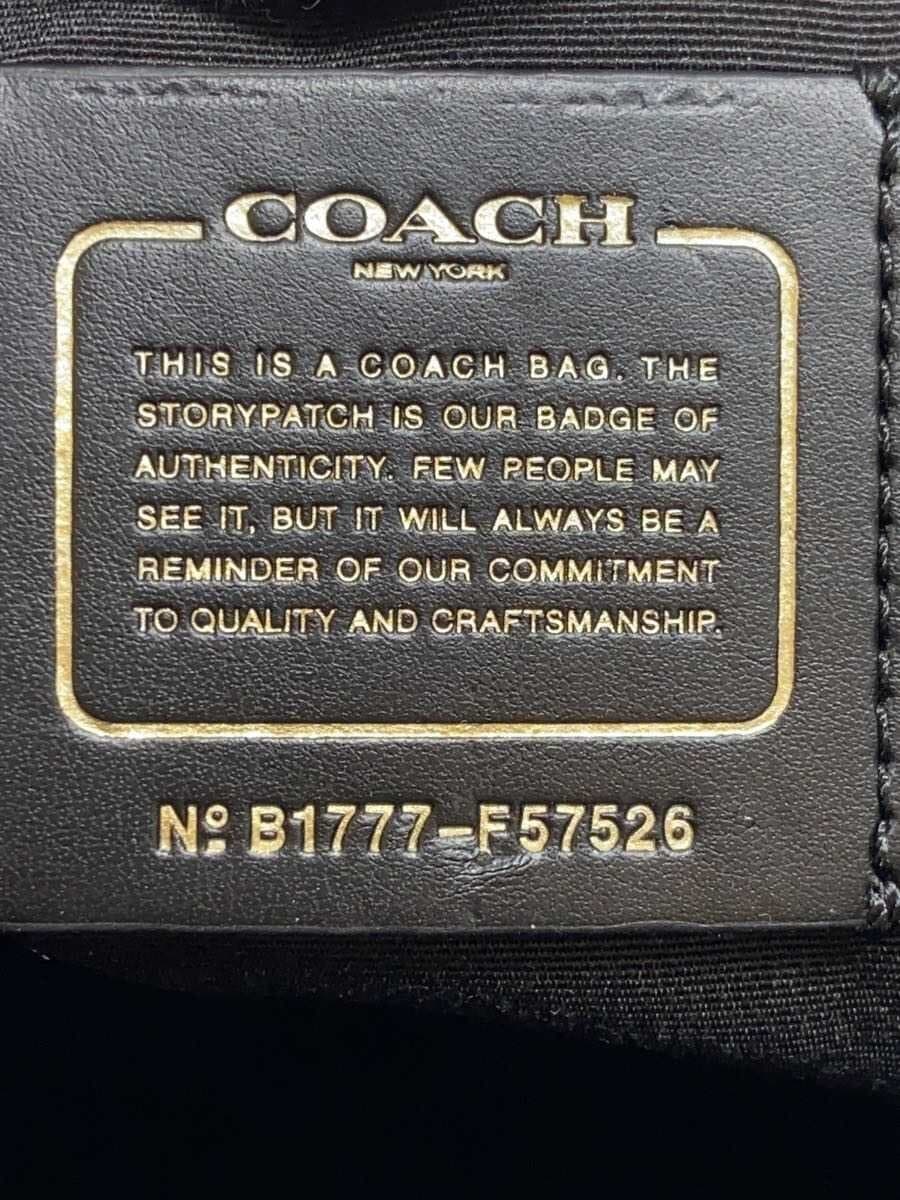 COACH
NEW YORK
THIS IS A COACH BAG. THE
STORYPATCH IS OUR BADGE OF
AUTHENTICITY. FEW PEOPLE MAY
SEE IT, BUT IT WILL ALWAYS BE A
REMINDER OF OUR COMMITMENT
TO QUALITY AND CRAFTSMANSHIP.
Nº B1777-F57526